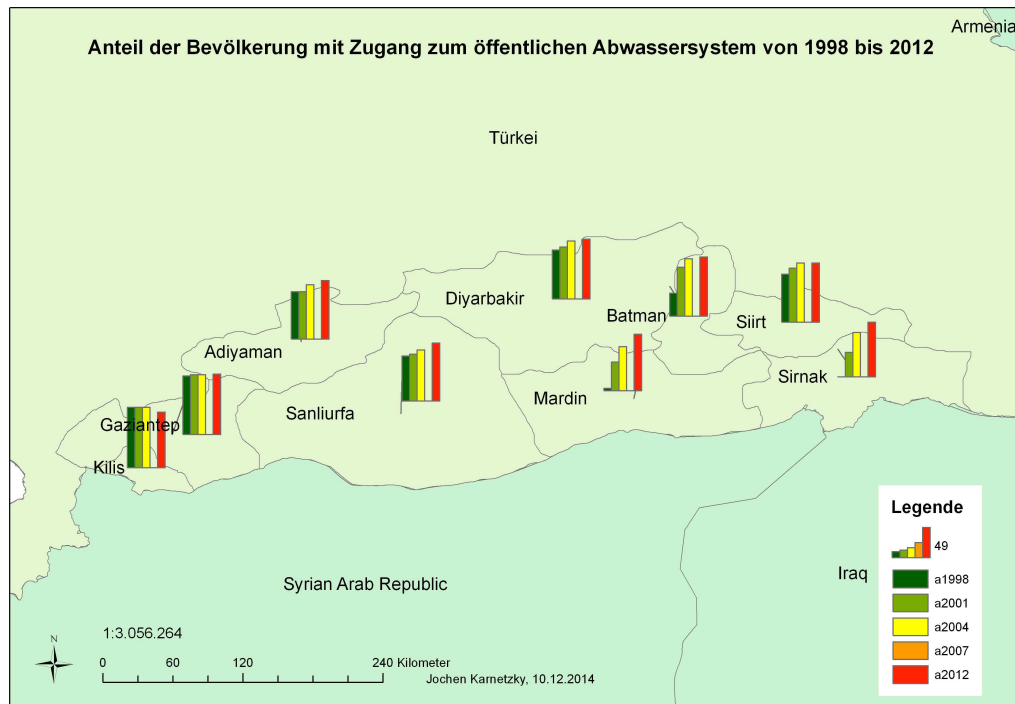 Armenia
Anteil der Bevölkerung mit Zugang zum öffentlichen Abwassersystem von 1998 bis 2012
Türkei
Diyarbakir
Batman
Siirt
Adiyaman
Sirnak
Mardin
Sanliurfa
Gaziantep
Kilis
Legende
49
a1998
a2001
a2004
a2007
a2012
Iraq
Syrian Arab Republic
N
1:3.056.264
0 60 120 240 Kilometer
Jochen Karnetzky, 10.12.2014